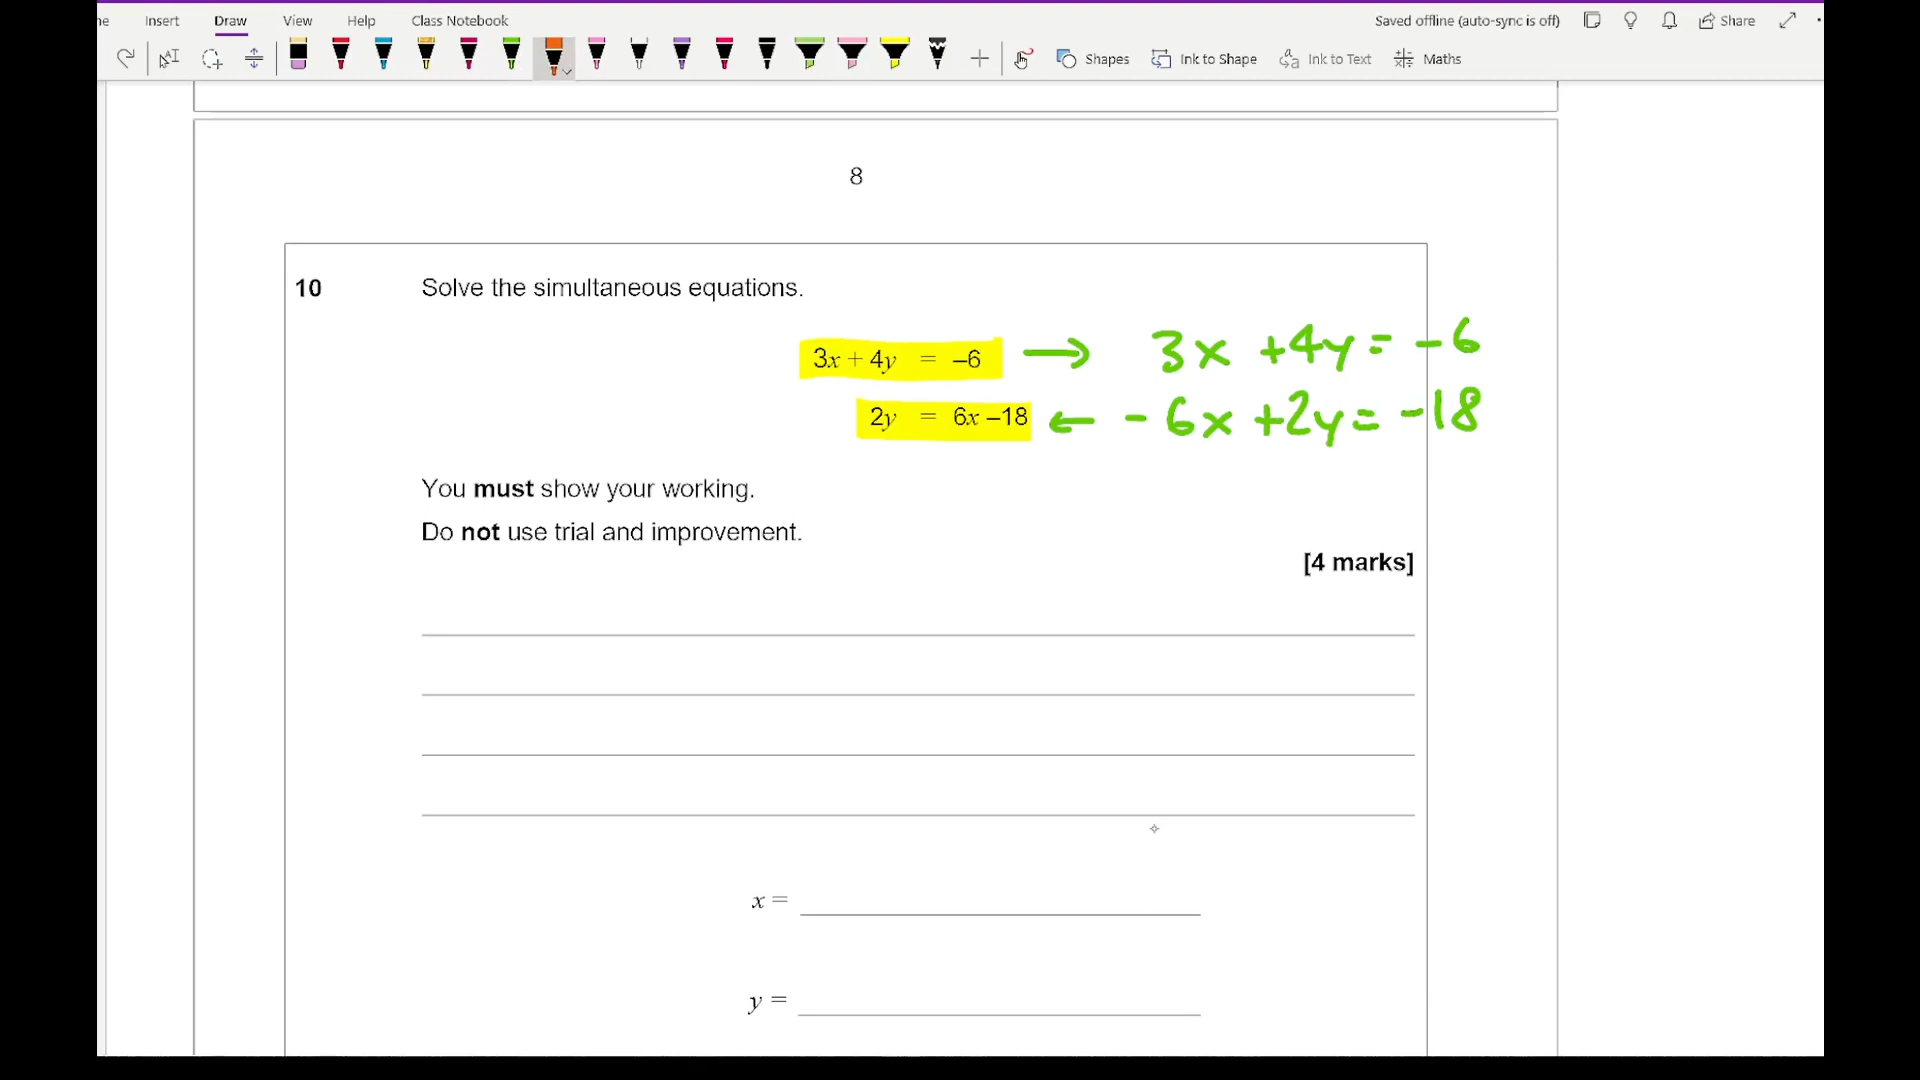 Insert Draw View Help Class Notebook Saved offline (auto-sync is off) Share
Shapes Ink to Shape Ink to Text Maths
8
10 Solve the simultaneous equations.
3x + 4y = –6 → 3x +4y = -6
2y = 6x –18 ← -6x +2y = -18
You must show your working.
Do not use trial and improvement.
[4 marks]
x =
y =